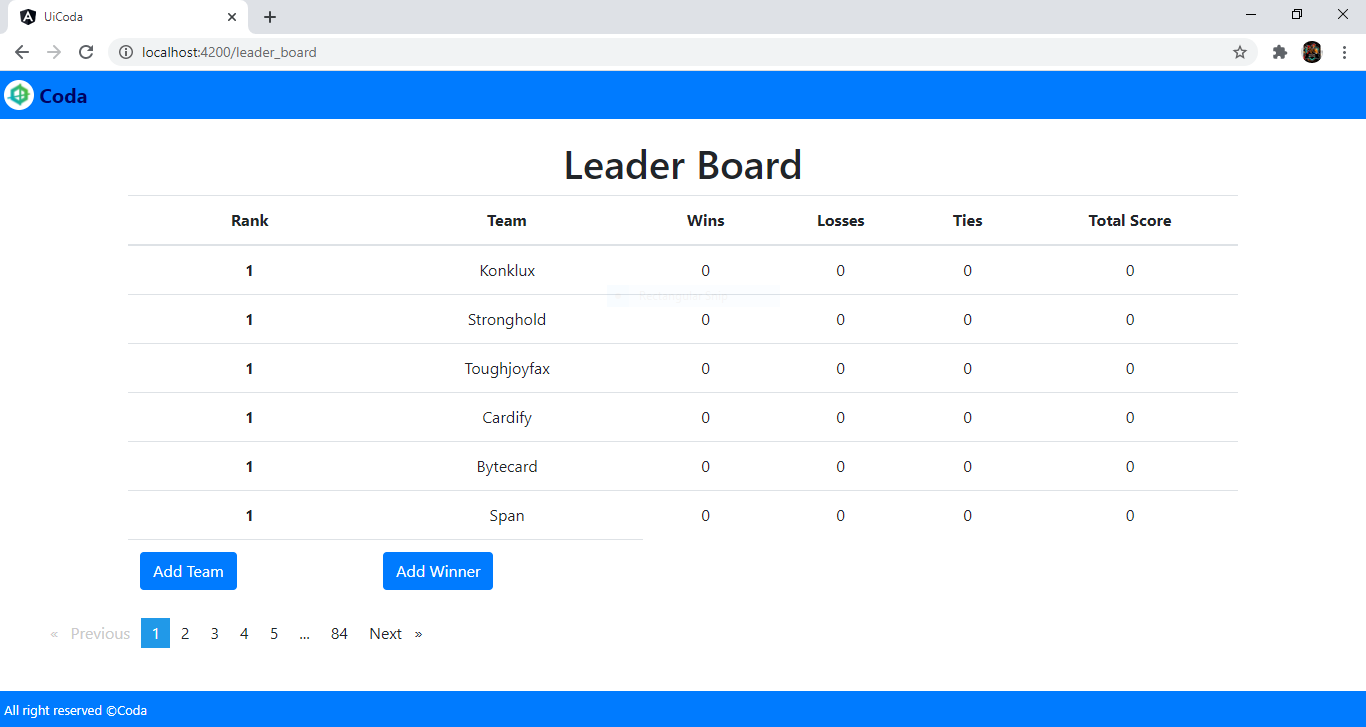 UiCoda
localhost:4200/leader_board
Coda
Leader Board
Rank Team Wins Losses Ties Total Score
1 Konklux 0 0 0 0
Rectangular Snip
1 Stronghold 0 0 0 0
1 Toughjoyfax 0 0 0 0
1 Cardify 0 0 0 0
1 Bytecard 0 0 0 0
1 Span 0 0 0 0
Add Team Add Winner
« Previous 1 2 3 4 5 ... 84 Next »
All right reserved ©Coda